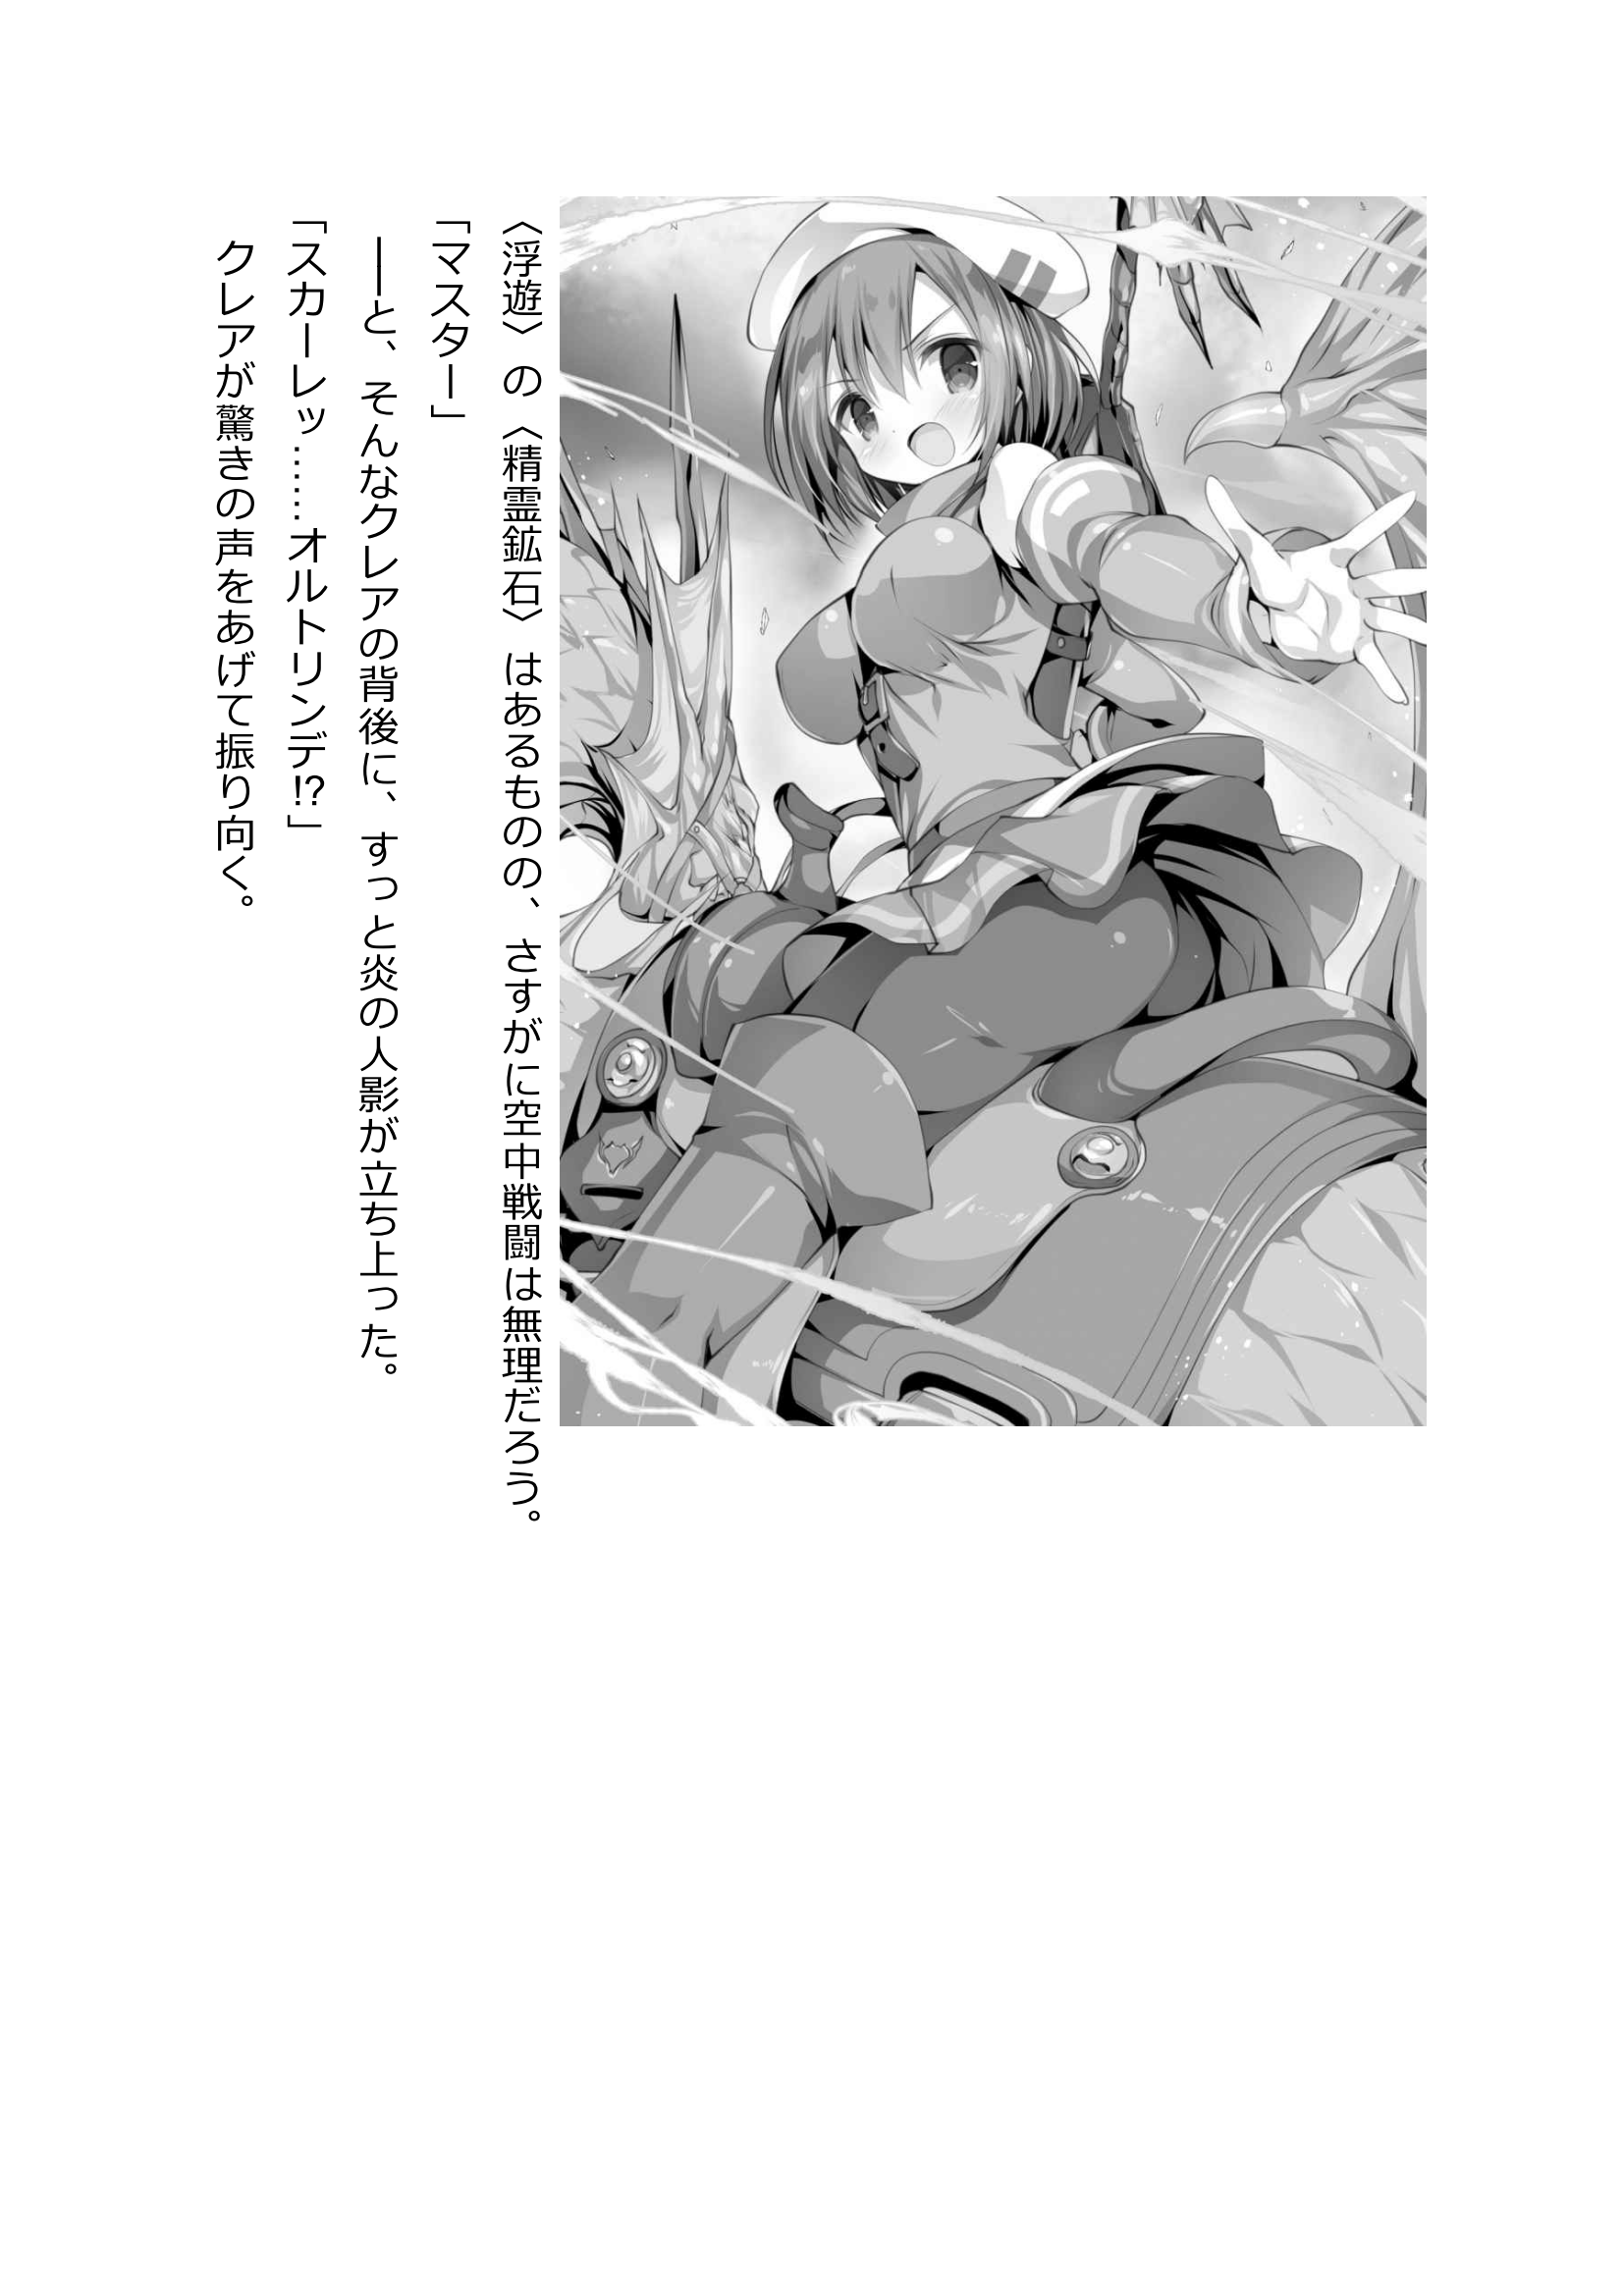 〈浮遊〉の〈精霊鉱石〉はあるものの、さすがに空中戦闘は無理だろう。
「マスター」
――と、そんなクレアの背後に、すっと炎の人影が立ち上った。
「スカーレッ……オルトリンデ!?」
クレアが驚きの声をあげて振り向く。